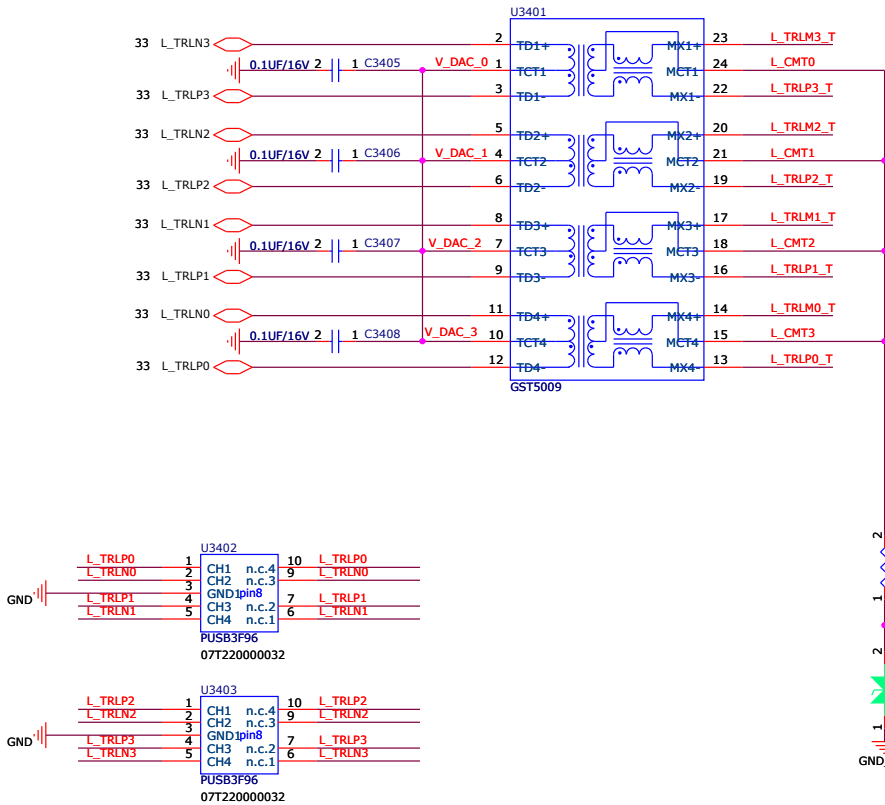 U3401
33 L_TRLN3 2 TD1+ MX1+ 23 L_TRLM3_T
0.1UF/16V 2 1 C3405 V_DAC_0 1 TCT1 MCT1 24 L_CMT0
33 L_TRLP3 3 TD1- MX1- 22 L_TRLP3_T
33 L_TRLN2 5 TD2+ MX2+ 20 L_TRLM2_T
0.1UF/16V 2 1 C3406 V_DAC_1 4 TCT2 MCT2 21 L_CMT1
33 L_TRLP2 6 TD2- MX2- 19 L_TRLP2_T
33 L_TRLN1 8 TD3+ MX3+ 17 L_TRLM1_T
0.1UF/16V 2 1 C3407 V_DAC_2 7 TCT3 MCT3 18 L_CMT2
33 L_TRLP1 9 TD3- MX3- 16 L_TRLP1_T
33 L_TRLN0 11 TD4+ MX4+ 14 L_TRLM0_T
0.1UF/16V 2 1 C3408 V_DAC_3 10 TCT4 MCT4 15 L_CMT3
33 L_TRLP0 12 TD4- MX4- 13 L_TRLP0_T
GST5009
2
1
2
1
GND
U3402
L_TRLP0 1 CH1 n.c.4 10 L_TRLP0
L_TRLN0 2 CH2 n.c.3 9 L_TRLN0
GND 3 GND1 pin8
L_TRLP1 4 CH3 n.c.2 7 L_TRLP1
L_TRLN1 5 CH4 n.c.1 6 L_TRLN1
PUSB3F96
07T220000032
U3403
L_TRLP2 1 CH1 n.c.4 10 L_TRLP2
L_TRLN2 2 CH2 n.c.3 9 L_TRLN2
GND 3 GND1 pin8
L_TRLP3 4 CH3 n.c.2 7 L_TRLP3
L_TRLN3 5 CH4 n.c.1 6 L_TRLN3
PUSB3F96
07T220000032